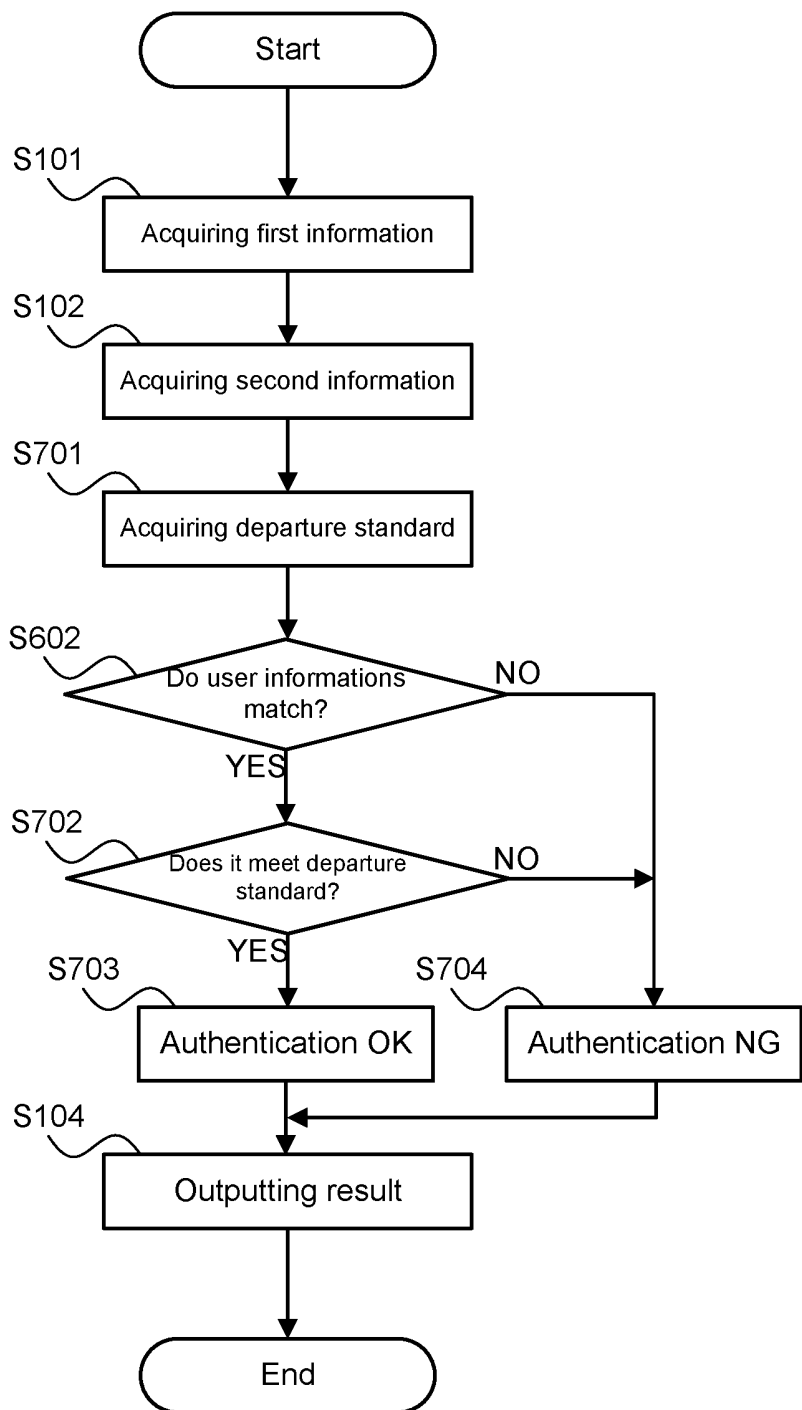 Start
S101
Acquiring first information
S102
Acquiring second information
S701
Acquiring departure standard
S602
Do user informations
match?
NO
YES
S702
Does it meet departure
standard?
NO
YES
S703
Authentication OK
S704
Authentication NG
S104
Outputting result
End